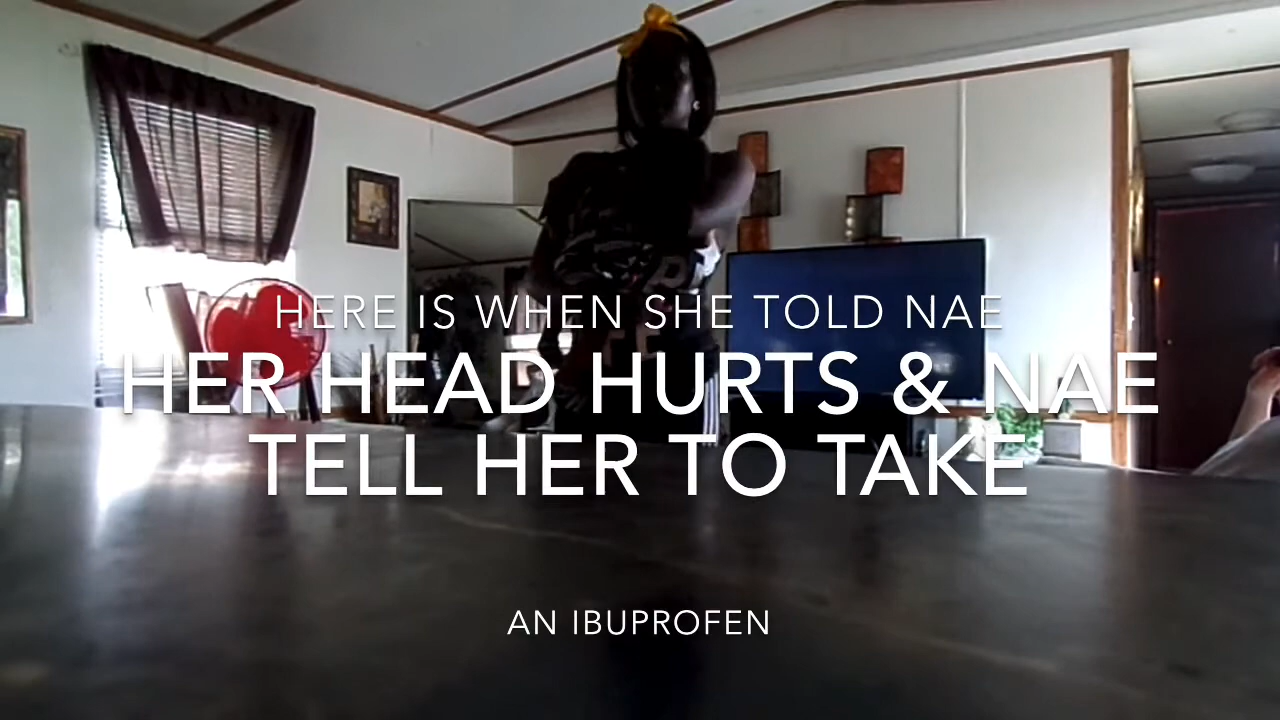 HERE IS WHEN SHE TOLD NAE
HER HEAD HURTS & NAE
TELL HER TO TAKE
AN IBUPROFEN